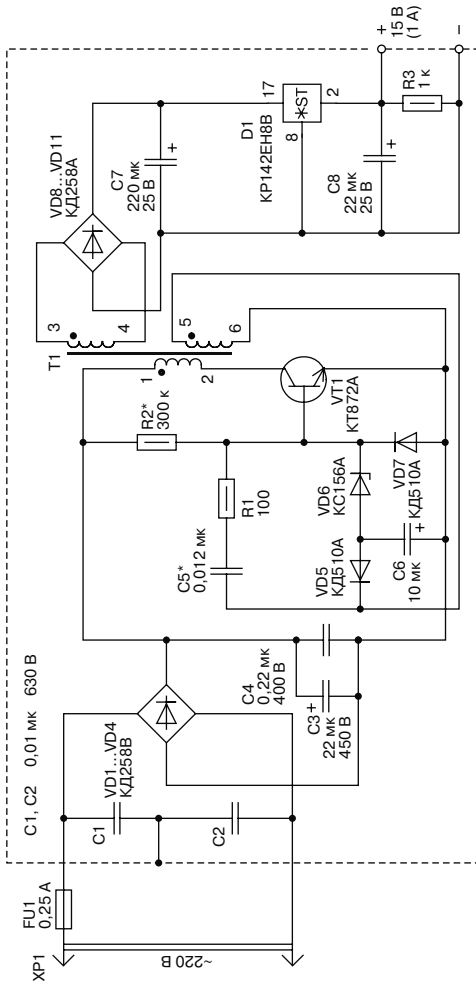 XP1
~220 В
FU1
0,25 А
C1, C2    0,01 мк    630 В
C1
C2
VD1...VD4
КД258В
C3
+
22 мк
450 В
C4
0,22 мк
400 В
C5*
0,012 мк
R1
100
R2*
300 к
VD5
КД510А
C6
+
10 мк
VD6
КС156А
VD7
КД510А
VT1
КТ872А
T1
1
2
3
4
5
6
VD8...VD11
КД258А
C7
220 мк
25 В
+
D1
КР142ЕН8В
17
8
2
ST
C8
22 мк
25 В
+
R3
1 к
+
15 В
(1 А)
–